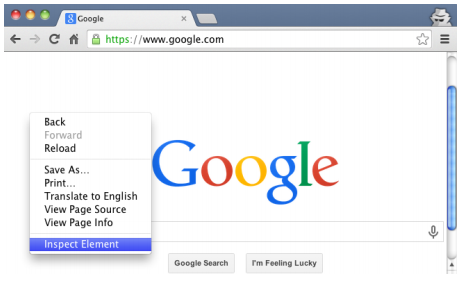 Google
https://www.google.com
Back
Forward
Reload
Save As...
Print...
Translate to English
View Page Source
View Page Info
Inspect Element
Google
Google Search
I'm Feeling Lucky